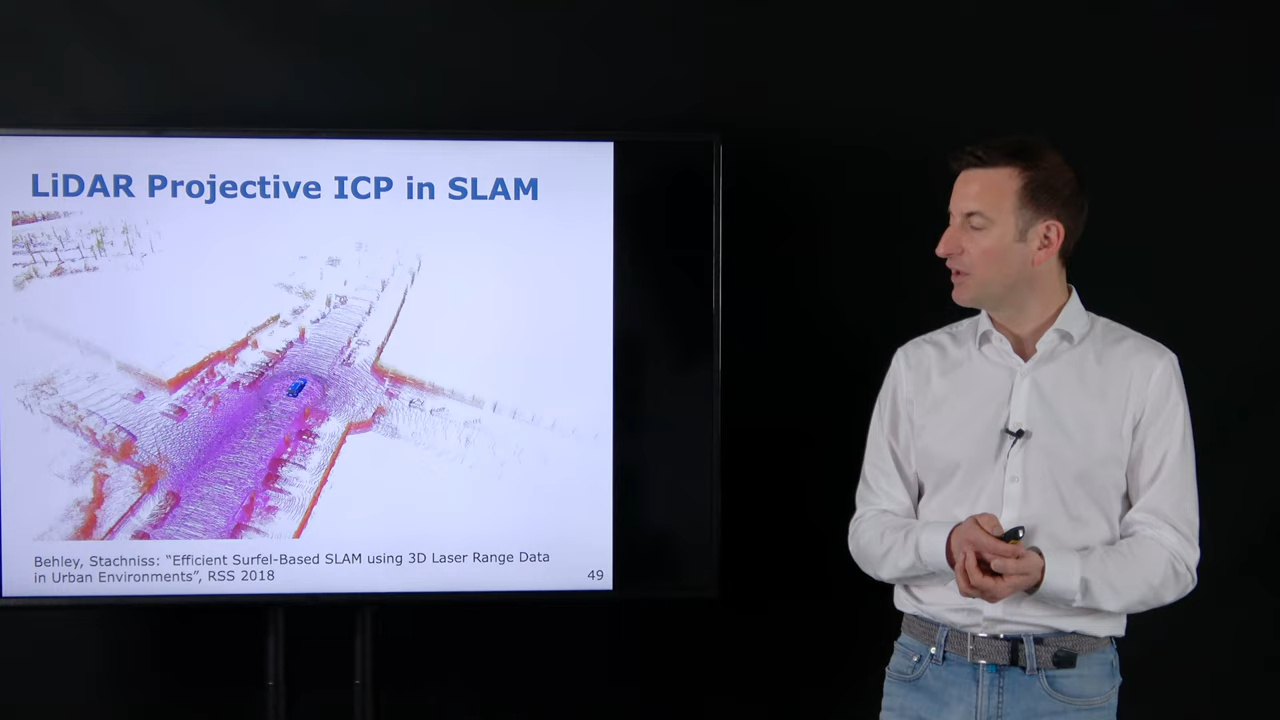 LiDAR Projective ICP in SLAM
Behley, Stachniss: “Efficient Surfel-Based SLAM using 3D Laser Range Data
in Urban Environments”, RSS 2018
49